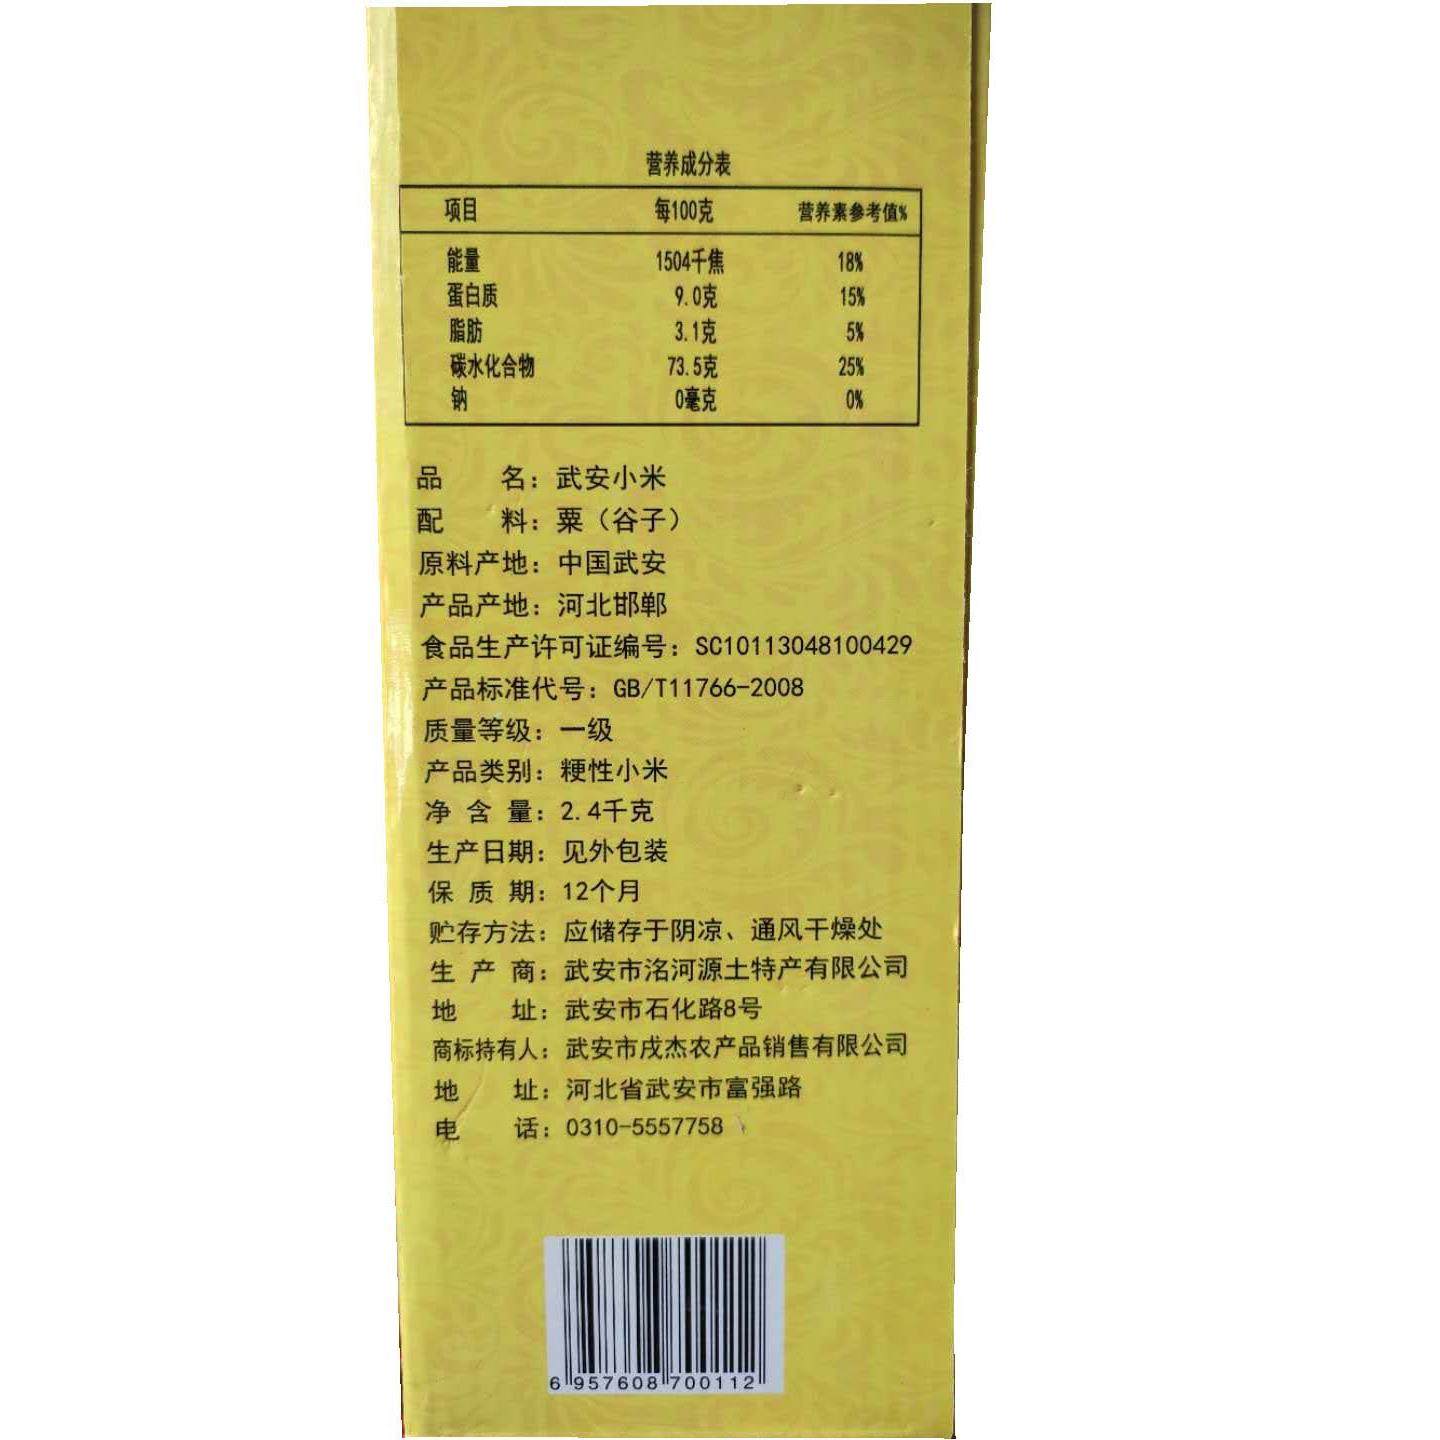 营养成分表
项目 每100克 营养素参考值%
能量 1504千焦 18%
蛋白质 9.0克 15%
脂肪 3.1克 5%
碳水化合物 73.5克 25%
钠 0毫克 0%
品 名：武安小米
配 料：粟（谷子）
原料产地：中国武安
产品产地：河北邯郸
食品生产许可证编号：SC10113048100429
产品标准代号：GB/T11766-2008
质量等级：一级
产品类别：粳性小米
净 含 量：2.4千克
生产日期：见外包装
保 质 期：12个月
贮存方法：应储存于阴凉、通风干燥处
生 产 商：武安市洺河源土特产有限公司
地 址：武安市石化路8号
商标持有人：武安市戌杰农产品销售有限公司
地 址：河北省武安市富强路
电 话：0310-5557758
6 957608 700112